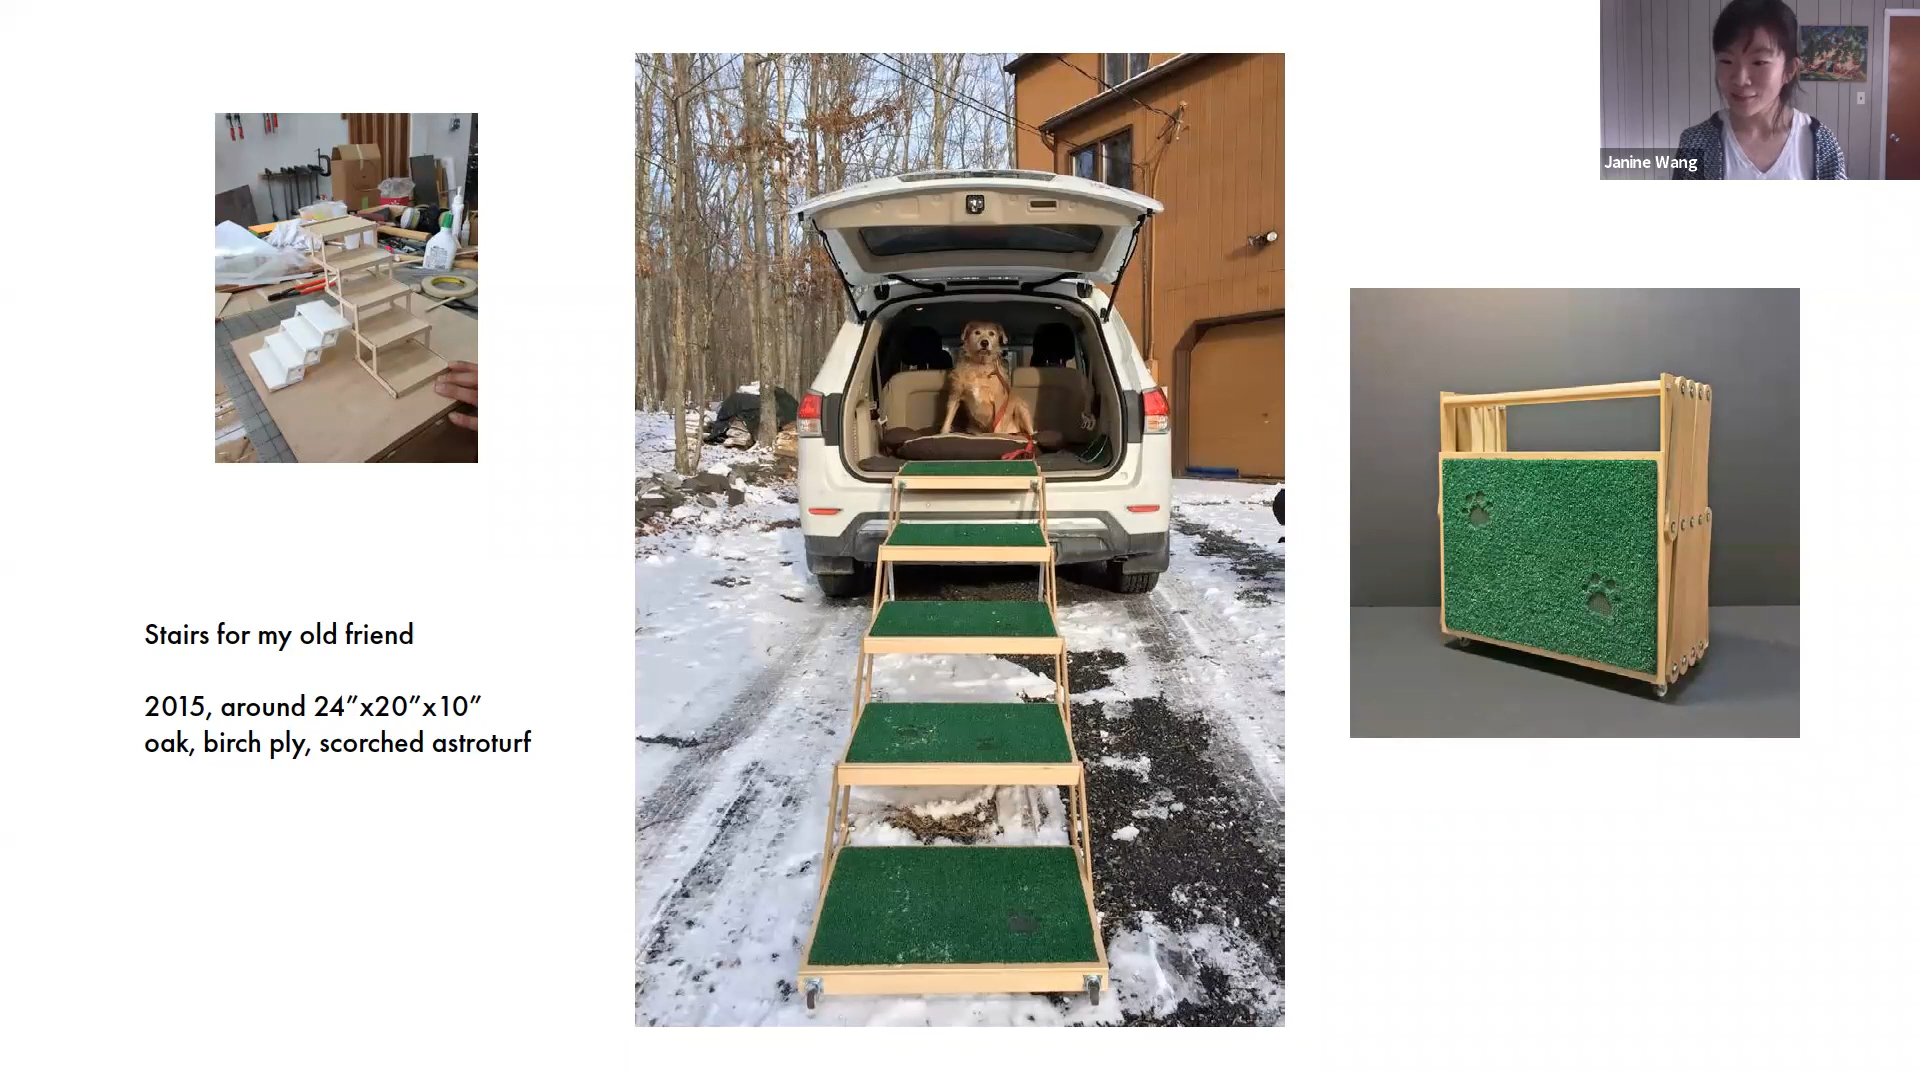 Janine Wang
Stairs for my old friend
2015, around 24”x20”x10”
oak, birch ply, scorched astroturf